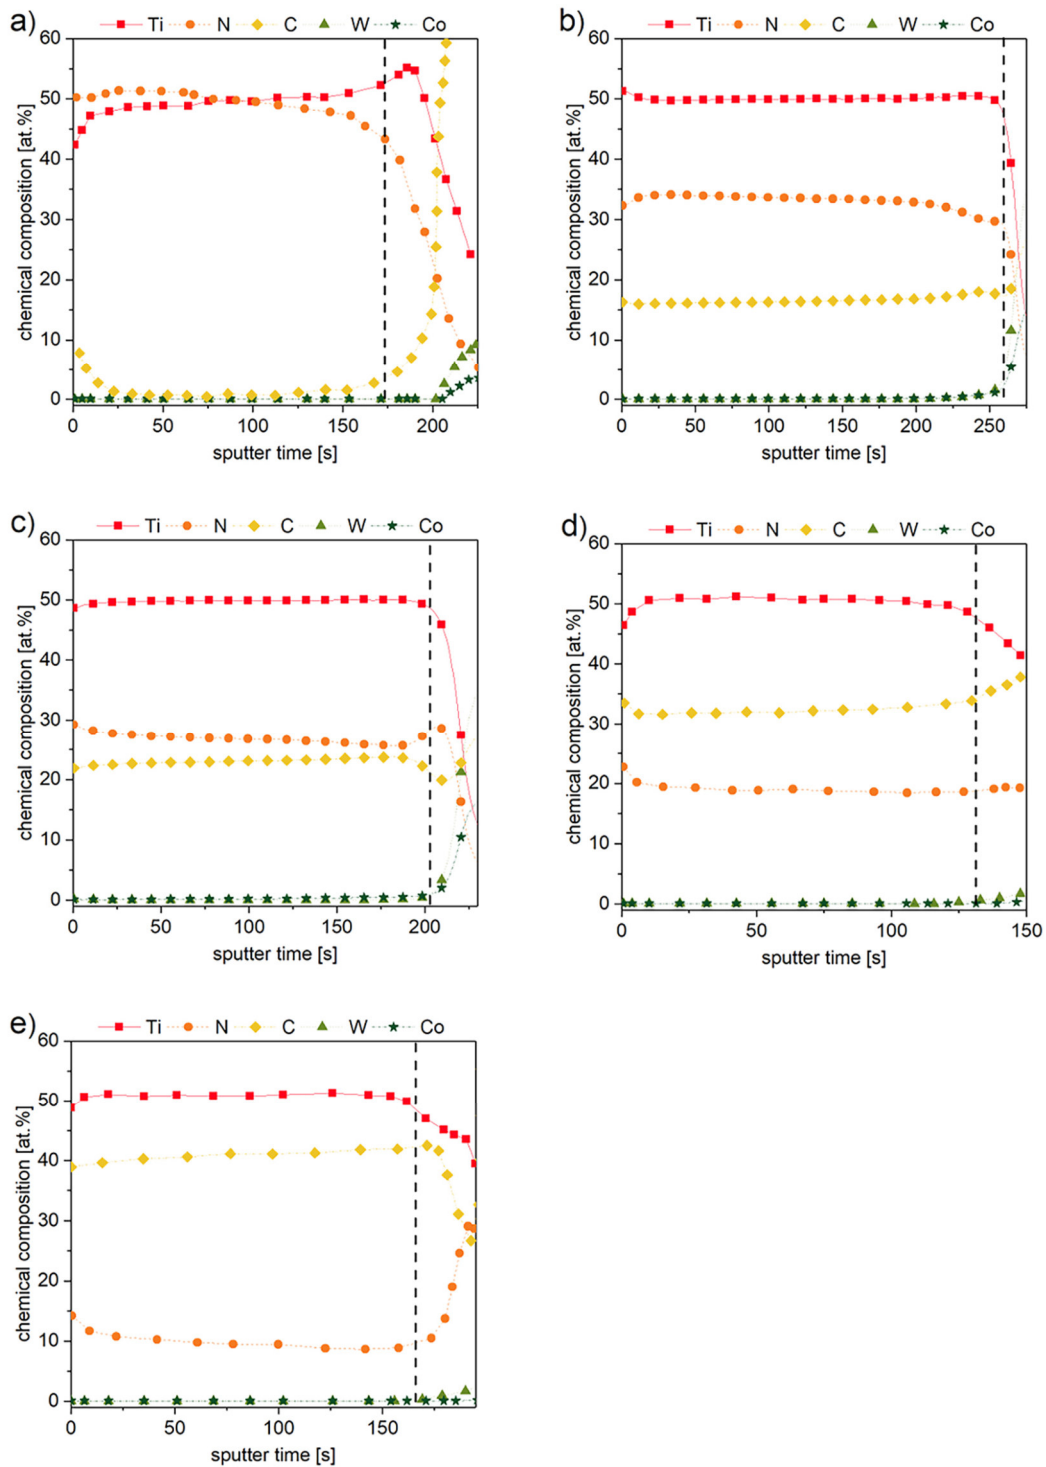 a) Ti N C W Co
60
50
40
30
20
10
0
chemical composition [at.%]
0 50 100 150 200
sputter time [s]
b) Ti N C W Co
60
50
40
30
20
10
0
chemical composition [at.%]
0 50 100 150 200 250
sputter time [s]
c) Ti N C W Co
60
50
40
30
20
10
0
chemical composition [at.%]
0 50 100 150 200
sputter time [s]
d) Ti N C W Co
60
50
40
30
20
10
0
chemical composition [at.%]
0 50 100 150
sputter time [s]
e) Ti N C W Co
60
50
40
30
20
10
0
chemical composition [at.%]
0 50 100 150
sputter time [s]